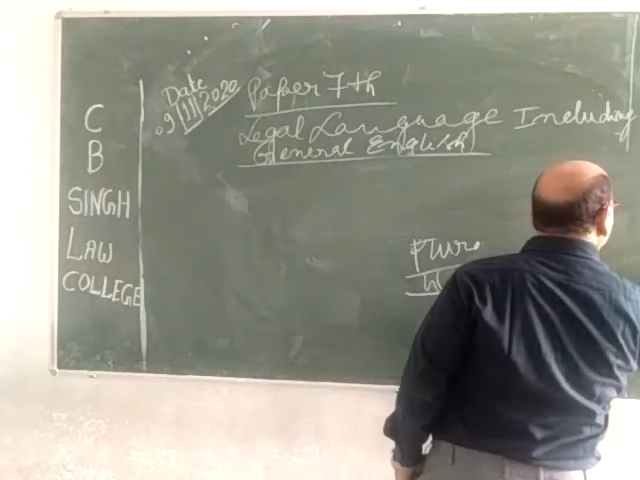 C
B
SINGH
LAW
COLLEGE
Date
09 11 2020
Paper 7th
Legal Language Including
General English